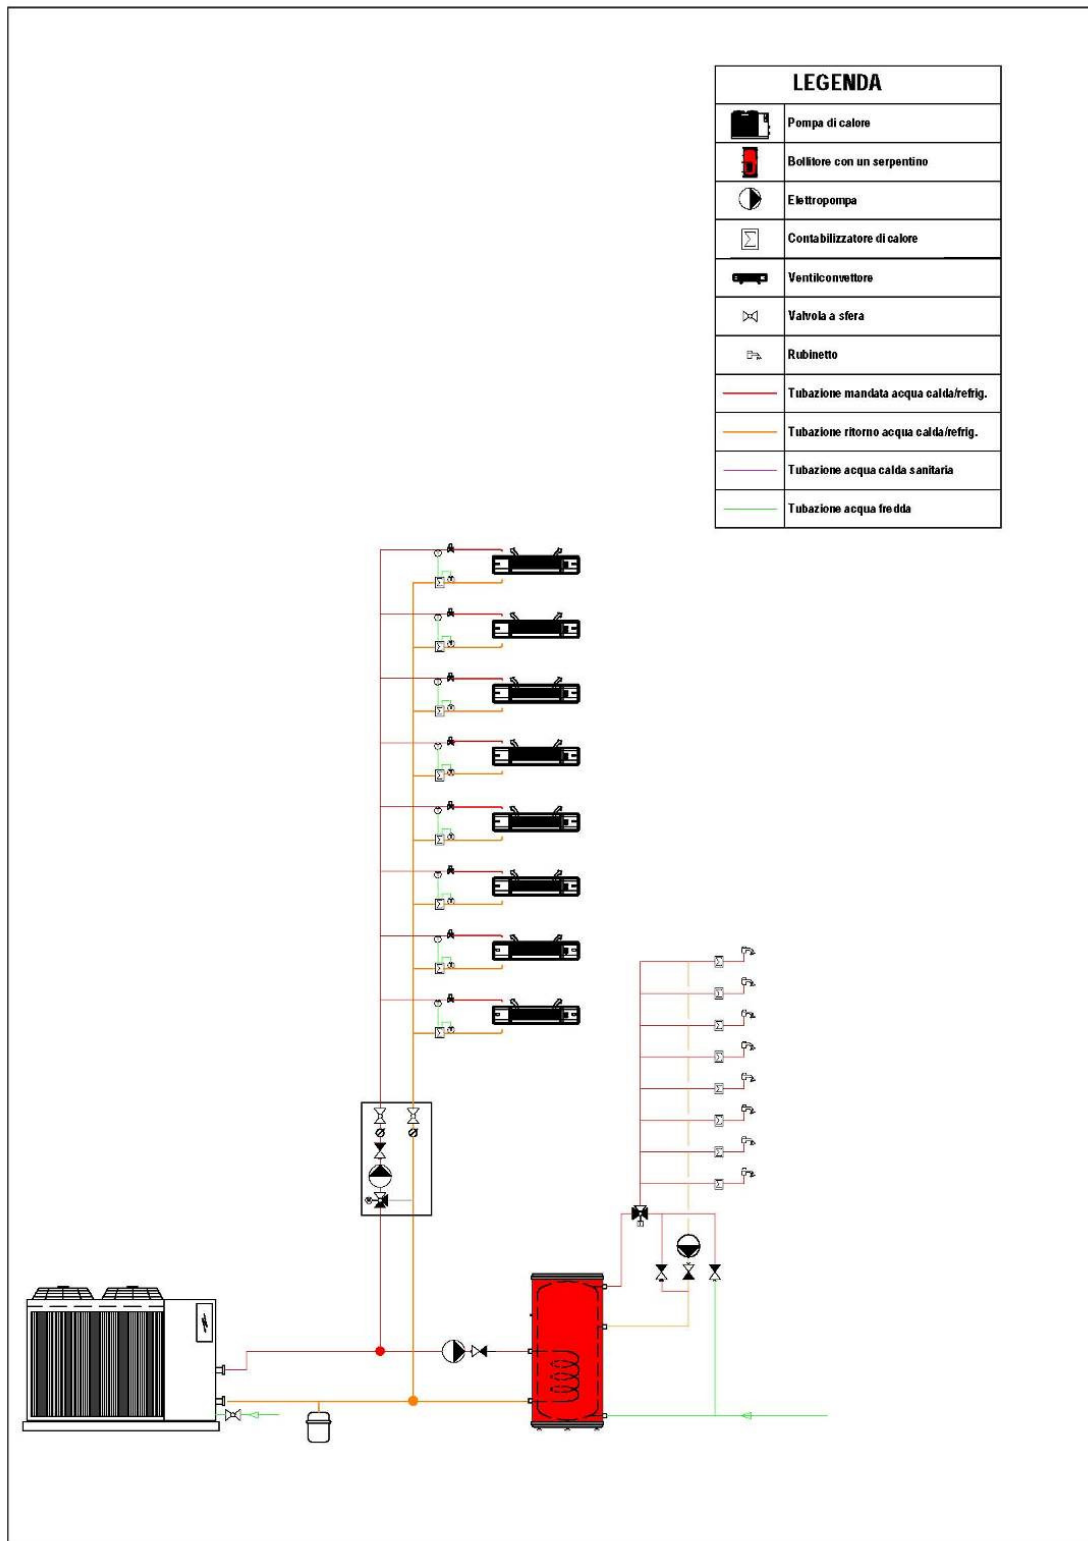 LEGENDA
Pompa di calore
Bollitore con un serpentino
Elettropompa
Contabilizzatore di calore
Ventilconvettore
Valvola a sfera
Rubinetto
Tubazione mandata acqua calda/refrig.
Tubazione ritorno acqua calda/refrig.
Tubazione acqua calda sanitaria
Tubazione acqua fredda